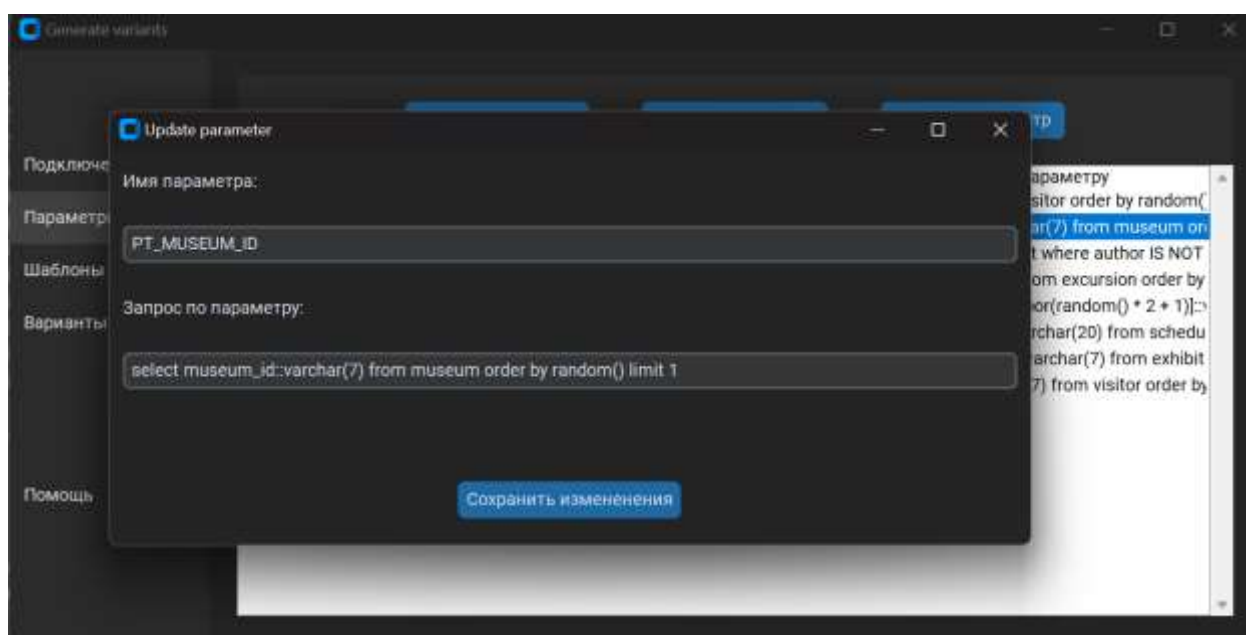 Generate variants
тр
Update parameter
Подключе
Имя параметра:
араметру
sitor order by random(
Параметр
PT_MUSEUM_ID
ar(7) from museum or
t where author IS NOT
Шаблоны
om excursion order by
Запрос по параметру:
or(random() * 2 + 1)]::
Варианты
rchar(20) from schedu
archar(7) from exhibit
select museum_id::varchar(7) from museum order by random() limit 1
7) from visitor order by
Помощь
Сохранить измененения